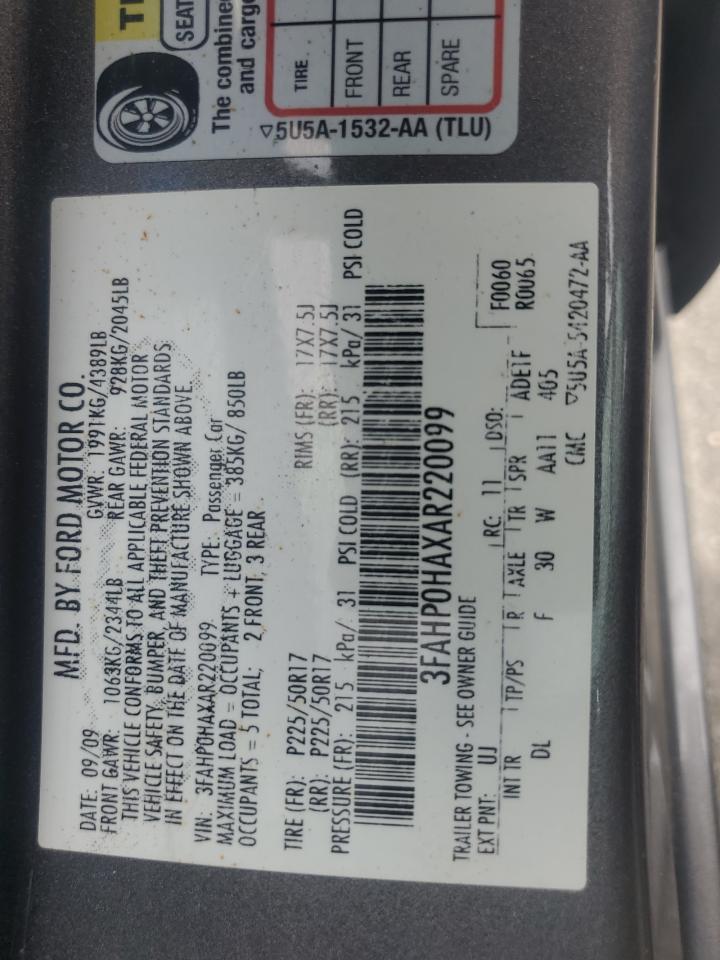 SEAT
The combined
and cargo
TIRE
FRONT
REAR
SPARE
▽5U5A-1532-AA (TLU)
MFD. BY FORD MOTOR CO.
DATE: 09/09 GVWR: 1991KG/4389LB
FRONT GAWR: 1063KG/2344LB REAR GAWR: 928KG/2045LB
THIS VEHICLE CONFORMS TO ALL APPLICABLE FEDERAL MOTOR
VEHICLE SAFETY, BUMPER, AND THEFT PREVENTION STANDARDS
IN EFFECT ON THE DATE OF MANUFACTURE SHOWN ABOVE.
VIN: 3FAHP0HAXAR220099 TYPE: Passenger Car
MAXIMUM LOAD = OCCUPANTS + LUGGAGE = 385KG/ 850LB
OCCUPANTS = 5 TOTAL; 2 FRONT, 3 REAR
TIRE (FR): P225/50R17 RIMS (FR): 17X7.5J
(RR): P225/50R17 (RR): 17X7.5J
PRESSURE (FR): 215 kPa/ 31 PSI COLD (RR): 215 kPa/ 31 PSI COLD
3FAHP0HAXAR220099
TRAILER TOWING - SEE OWNER GUIDE
EXT PNT: UJ RC: 11 DSO: F0060
INT TR TP/PS R AXLE TR SPR ADE1F R0065
DL F 30 W AA11 405
CMC ▽5U5A-5420472-AA